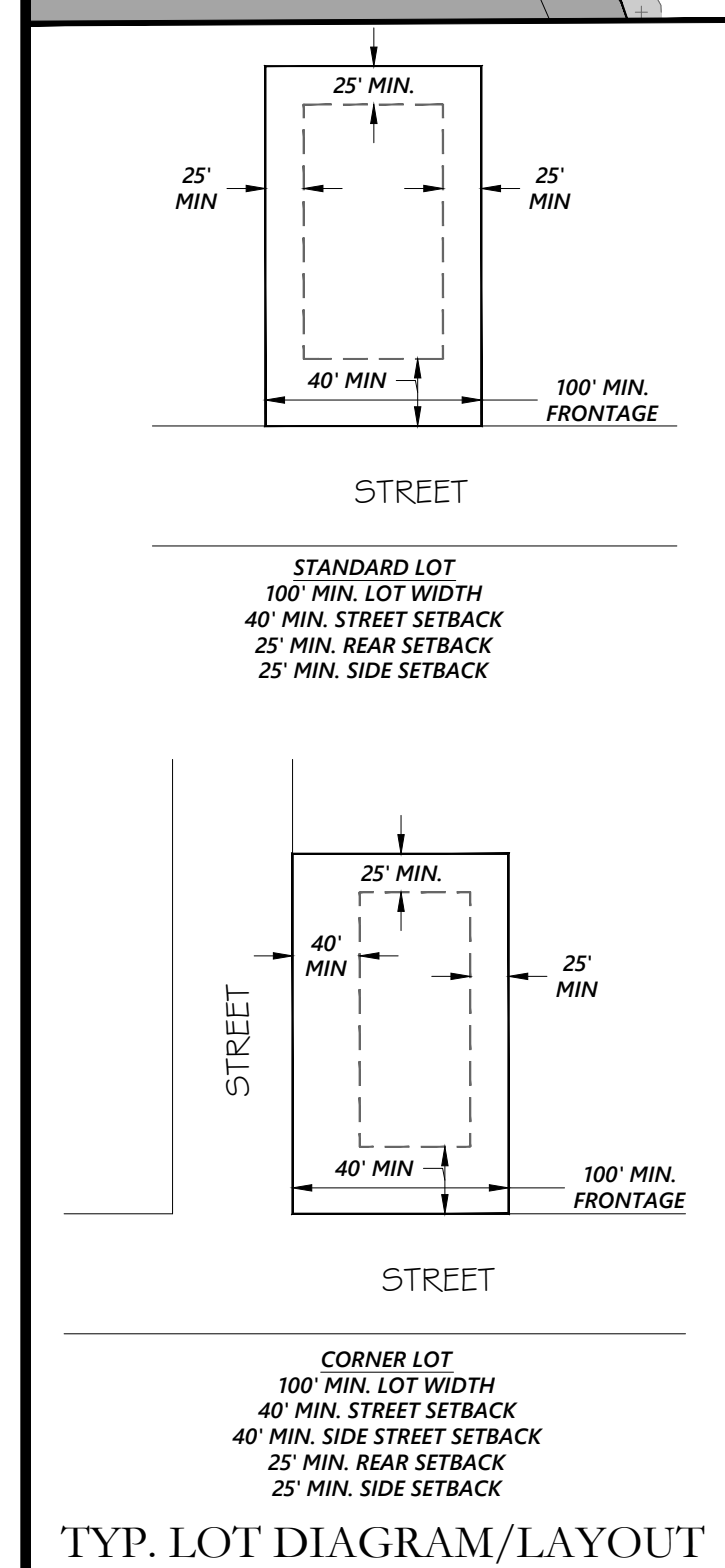 25' MIN.
25'
MIN
25'
MIN
40' MIN
100' MIN.
FRONTAGE
STREET
STANDARD LOT
100' MIN. LOT WIDTH
40' MIN. STREET SETBACK
25' MIN. REAR SETBACK
25' MIN. SIDE SETBACK
25' MIN.
40'
MIN
25'
MIN
STREET
40' MIN
100' MIN.
FRONTAGE
STREET
CORNER LOT
100' MIN. LOT WIDTH
40' MIN. STREET SETBACK
40' MIN. SIDE STREET SETBACK
25' MIN. REAR SETBACK
25' MIN. SIDE SETBACK
TYP. LOT DIAGRAM/LAYOUT